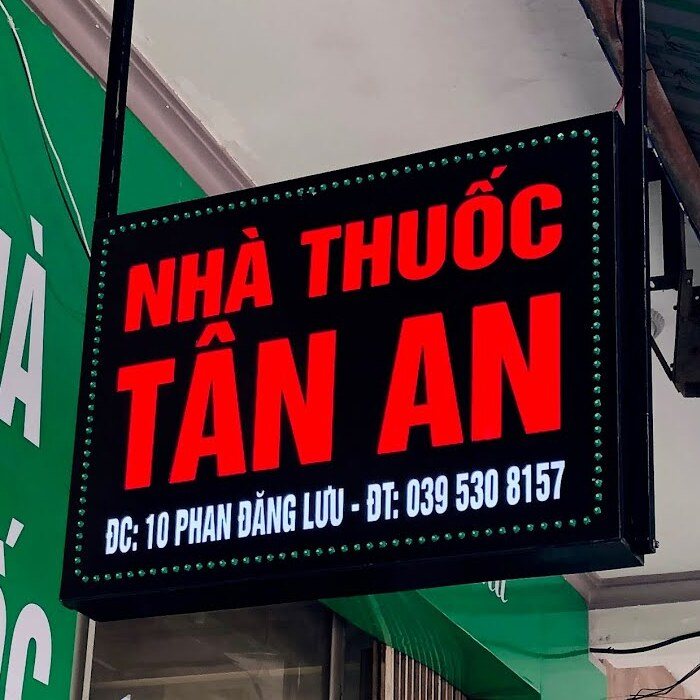 NHÀ THUỐC
TÂN AN
ĐC: 10 PHAN ĐĂNG LƯU - ĐT: 039 530 8157